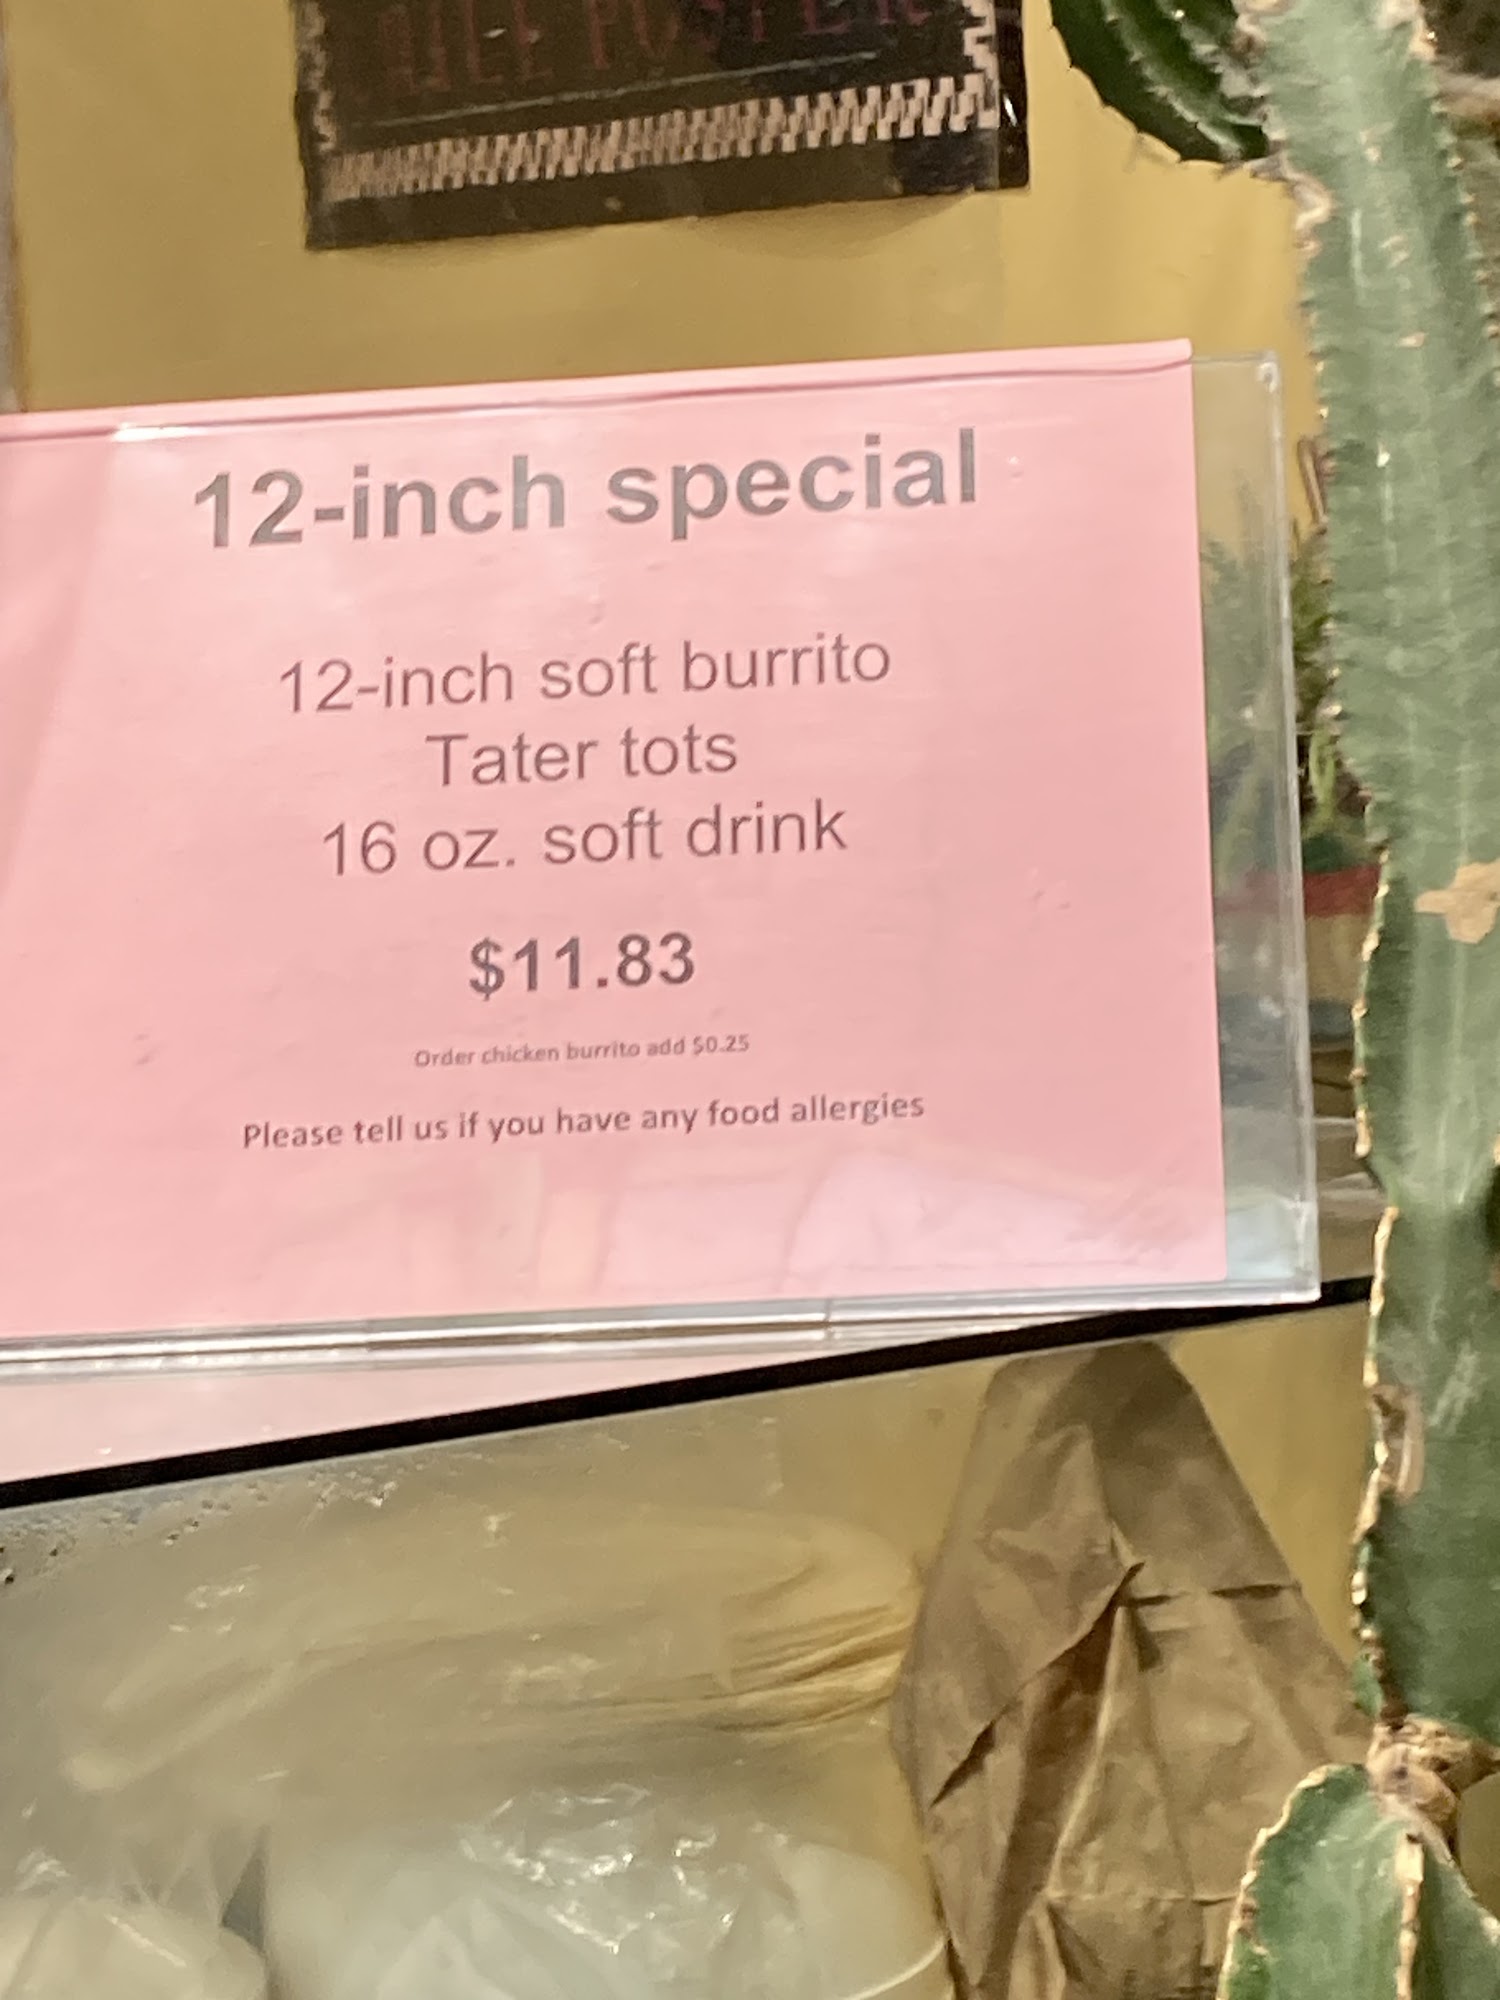 12-inch special
12-inch soft burrito
Tater tots
16 oz. soft drink
$11.83
Order chicken burrito add $0.25
Please tell us if you have any food allergies